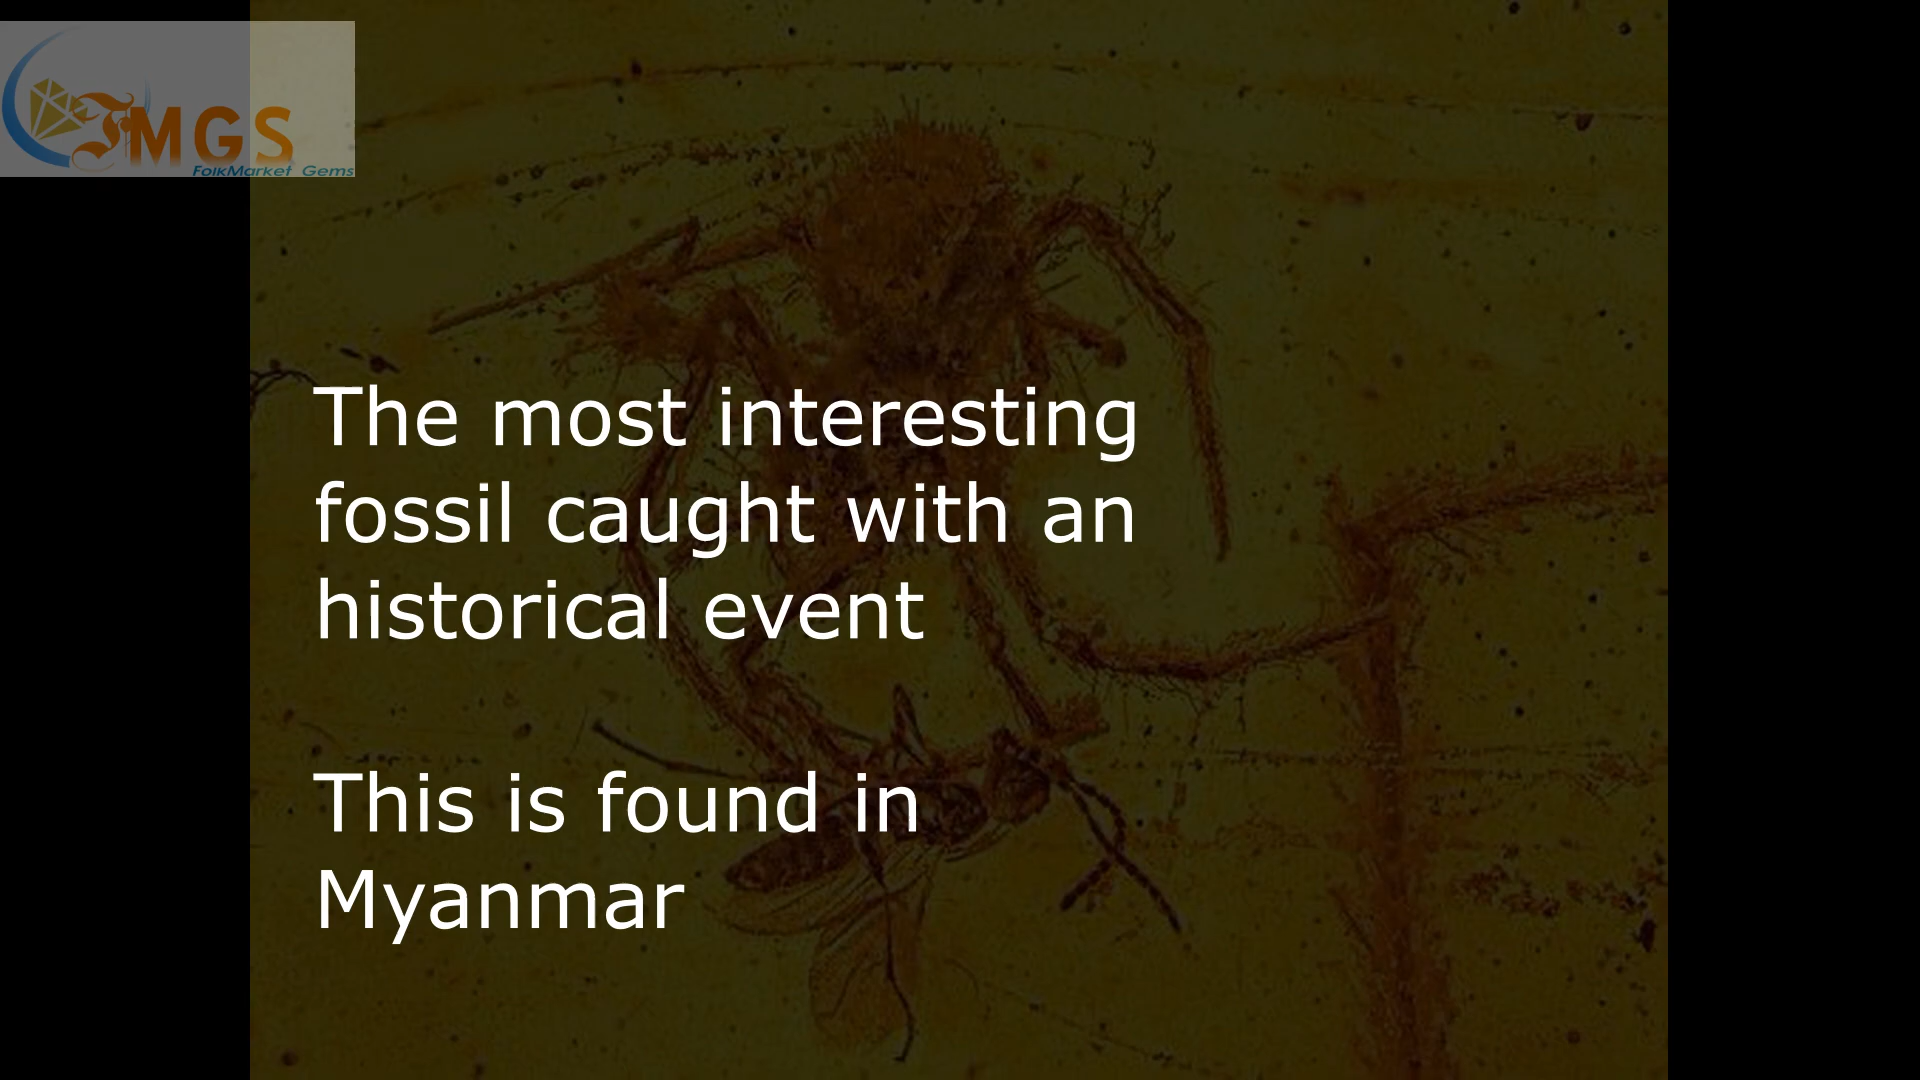 FMGS
FolkMarket Gems
The most interesting
fossil caught with an
historical event
This is found in
Myanmar